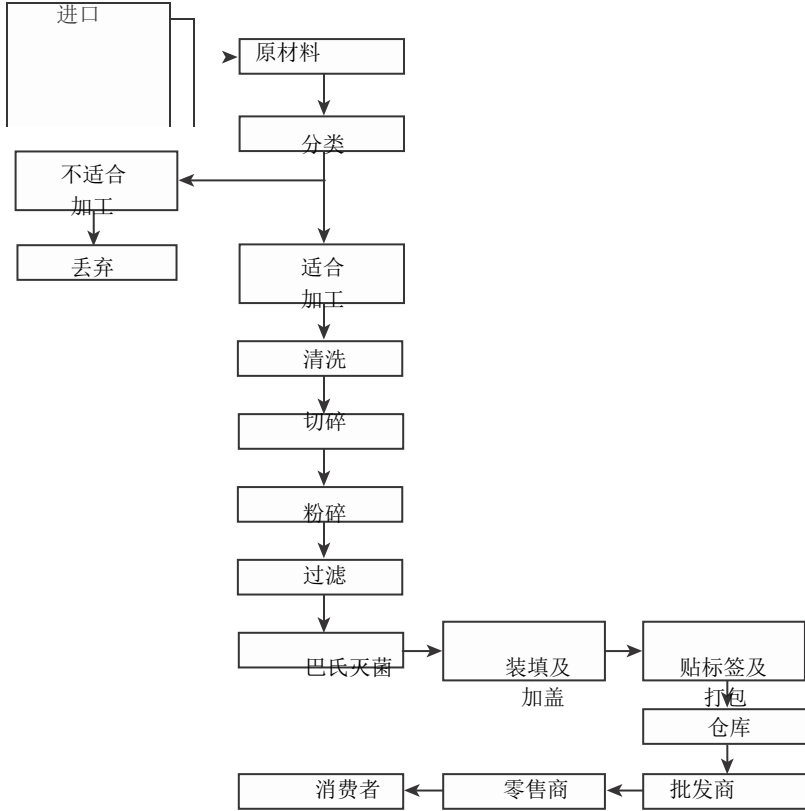 进口
原材料
分类
不适合
加工
丢弃
适合
加工
清洗
切碎
粉碎
过滤
巴氏灭菌
装填及
加盖
贴标签及
打包
仓库
消费者
零售商
批发商